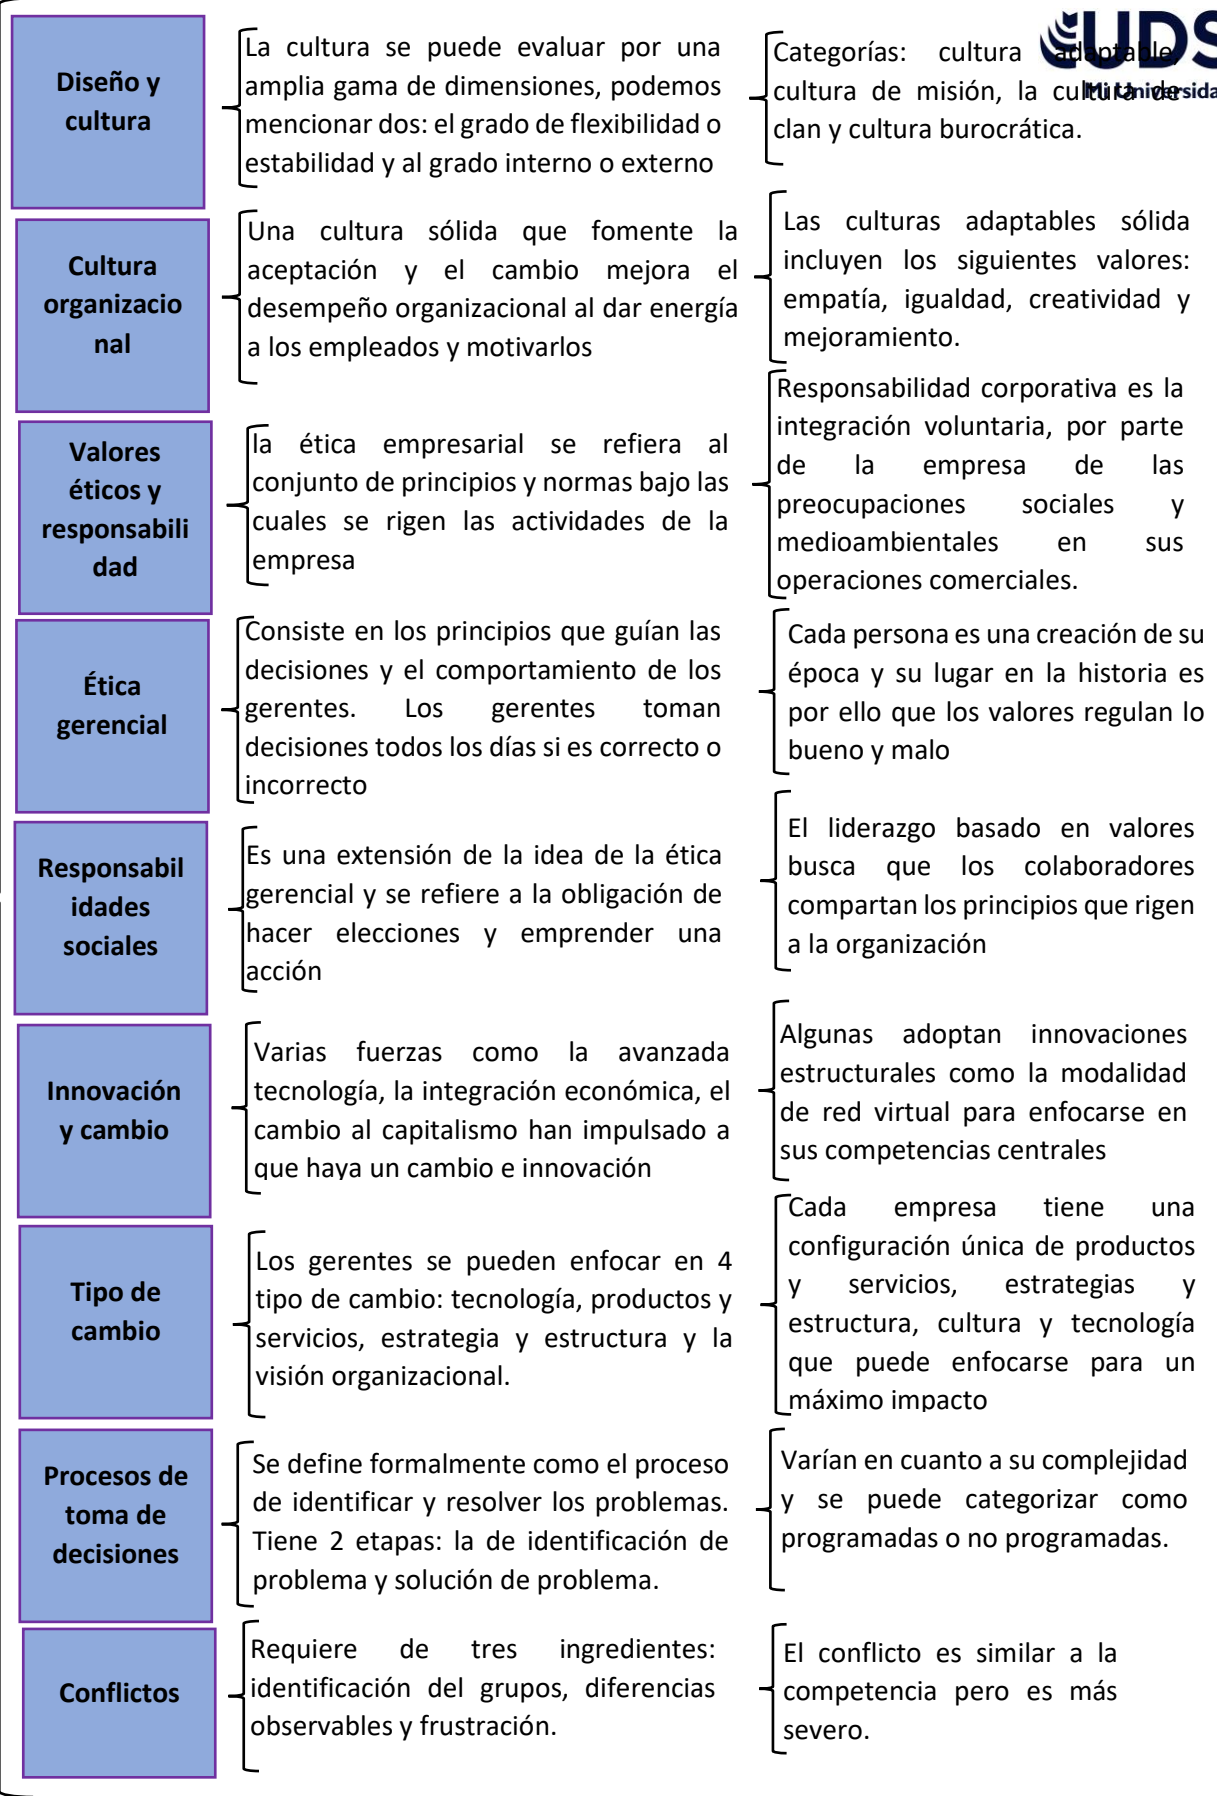 UDS
Mi Universida
Diseño y
cultura
La cultura se puede evaluar por una
amplia gama de dimensiones, podemos
mencionar dos: el grado de flexibilidad o
estabilidad y al grado interno o externo
Categorías: cultura adaptable,
cultura de misión, la cultura de
clan y cultura burocrática.
Cultura
organizacio
nal
Una cultura sólida que fomente la
aceptación y el cambio mejora el
desempeño organizacional al dar energía
a los empleados y motivarlos
Las culturas adaptables sólida
incluyen los siguientes valores:
empatía, igualdad, creatividad y
mejoramiento.
Valores
éticos y
responsabili
dad
la ética empresarial se refiera al
conjunto de principios y normas bajo las
cuales se rigen las actividades de la
empresa
Responsabilidad corporativa es la
integración voluntaria, por parte
de la empresa de las
preocupaciones sociales y
medioambientales en sus
operaciones comerciales.
Ética
gerencial
Consiste en los principios que guían las
decisiones y el comportamiento de los
gerentes. Los gerentes toman
decisiones todos los días si es correcto o
incorrecto
Cada persona es una creación de su
época y su lugar en la historia es
por ello que los valores regulan lo
bueno y malo
Responsabil
idades
sociales
Es una extensión de la idea de la ética
gerencial y se refiere a la obligación de
hacer elecciones y emprender una
acción
El liderazgo basado en valores
busca que los colaboradores
compartan los principios que rigen
a la organización
Innovación
y cambio
Varias fuerzas como la avanzada
tecnología, la integración económica, el
cambio al capitalismo han impulsado a
que haya un cambio e innovación
Algunas adoptan innovaciones
estructurales como la modalidad
de red virtual para enfocarse en
sus competencias centrales
Tipo de
cambio
Los gerentes se pueden enfocar en 4
tipo de cambio: tecnología, productos y
servicios, estrategia y estructura y la
visión organizacional.
Cada empresa tiene una
configuración única de productos
y servicios, estrategias y
estructura, cultura y tecnología
que puede enfocarse para un
máximo impacto
Procesos de
toma de
decisiones
Se define formalmente como el proceso
de identificar y resolver los problemas.
Tiene 2 etapas: la de identificación de
problema y solución de problema.
Varían en cuanto a su complejidad
y se puede categorizar como
programadas o no programadas.
Conflictos
Requiere de tres ingredientes:
identificación del grupos, diferencias
observables y frustración.
El conflicto es similar a la
competencia pero es más
severo.